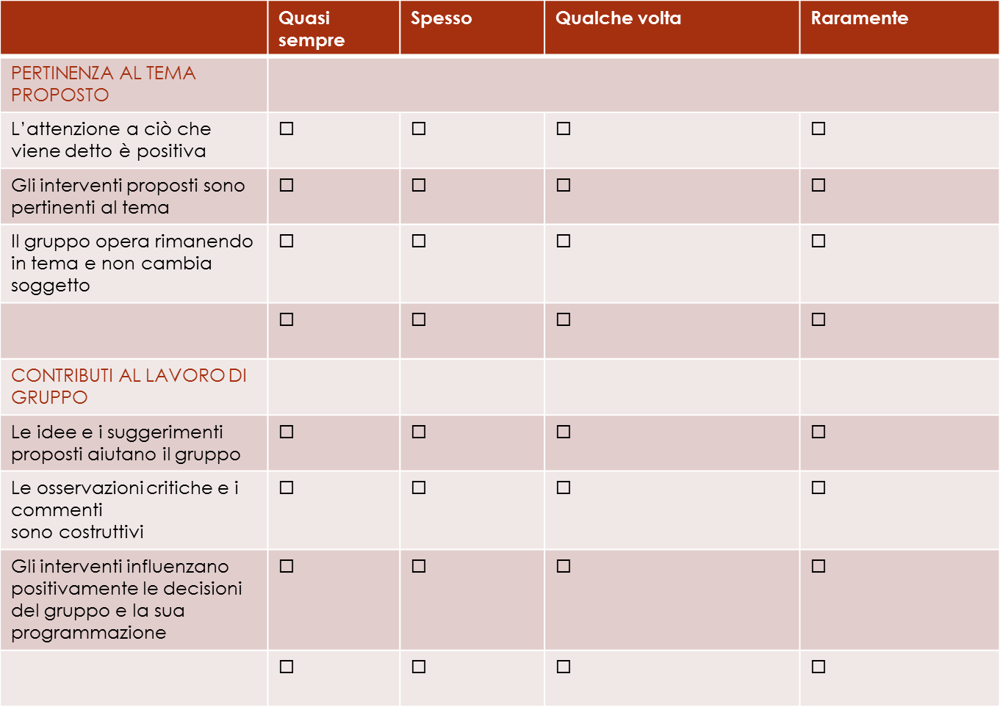 Quasi sempre Spesso Qualche volta Raramente
PERTINENZA AL TEMA
PROPOSTO
L’attenzione a ciò che ☐ ☐ ☐ ☐
viene detto è positiva
Gli interventi proposti sono ☐ ☐ ☐ ☐
pertinenti al tema
Il gruppo opera rimanendo ☐ ☐ ☐ ☐
in tema e non cambia
soggetto
☐ ☐ ☐ ☐
CONTRIBUTI AL LAVORO DI
GRUPPO
Le idee e i suggerimenti ☐ ☐ ☐ ☐
proposti aiutano il gruppo
Le osservazioni critiche e i ☐ ☐ ☐ ☐
commenti
sono costruttivi
Gli interventi influenzano ☐ ☐ ☐ ☐
positivamente le decisioni
del gruppo e la sua
programmazione
☐ ☐ ☐ ☐